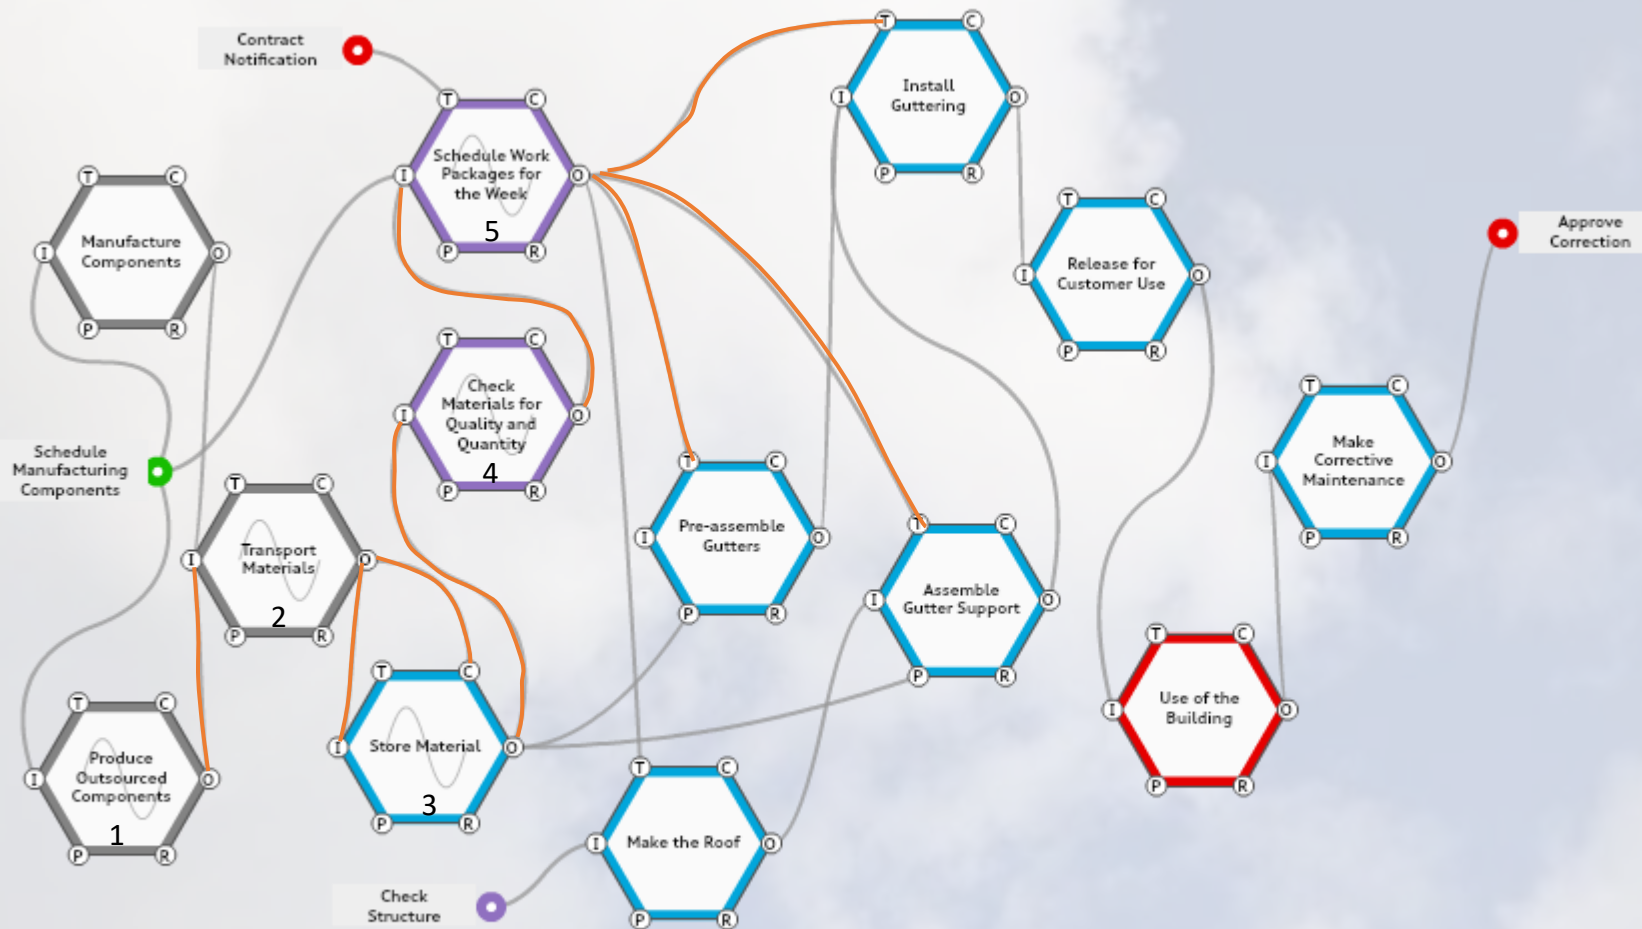 Contract
Notification
T
C
Schedule Work
Packages for
the Week
I
O
5
P
R
T
C
Install
Guttering
I
O
P
R
T
C
Manufacture
Components
I
O
P
R
T
C
Release for
Customer Use
I
O
P
R
Approve
Correction
T
C
Check
Materials for
Quality and
Quantity
I
O
4
P
R
Schedule
Manufacturing
Components
T
C
Make
Corrective
Maintenance
I
O
P
R
T
C
Transport
Materials
I
O
2
P
R
T
C
Pre-assemble
Gutters
I
O
P
R
T
C
Assemble
Gutter Support
I
O
P
R
T
C
Produce
Outsourced
Components
I
O
1
P
R
T
C
Store Material
I
O
3
P
R
T
C
Use of the
Building
I
O
P
R
T
C
Make the Roof
I
O
P
R
Check
Structure